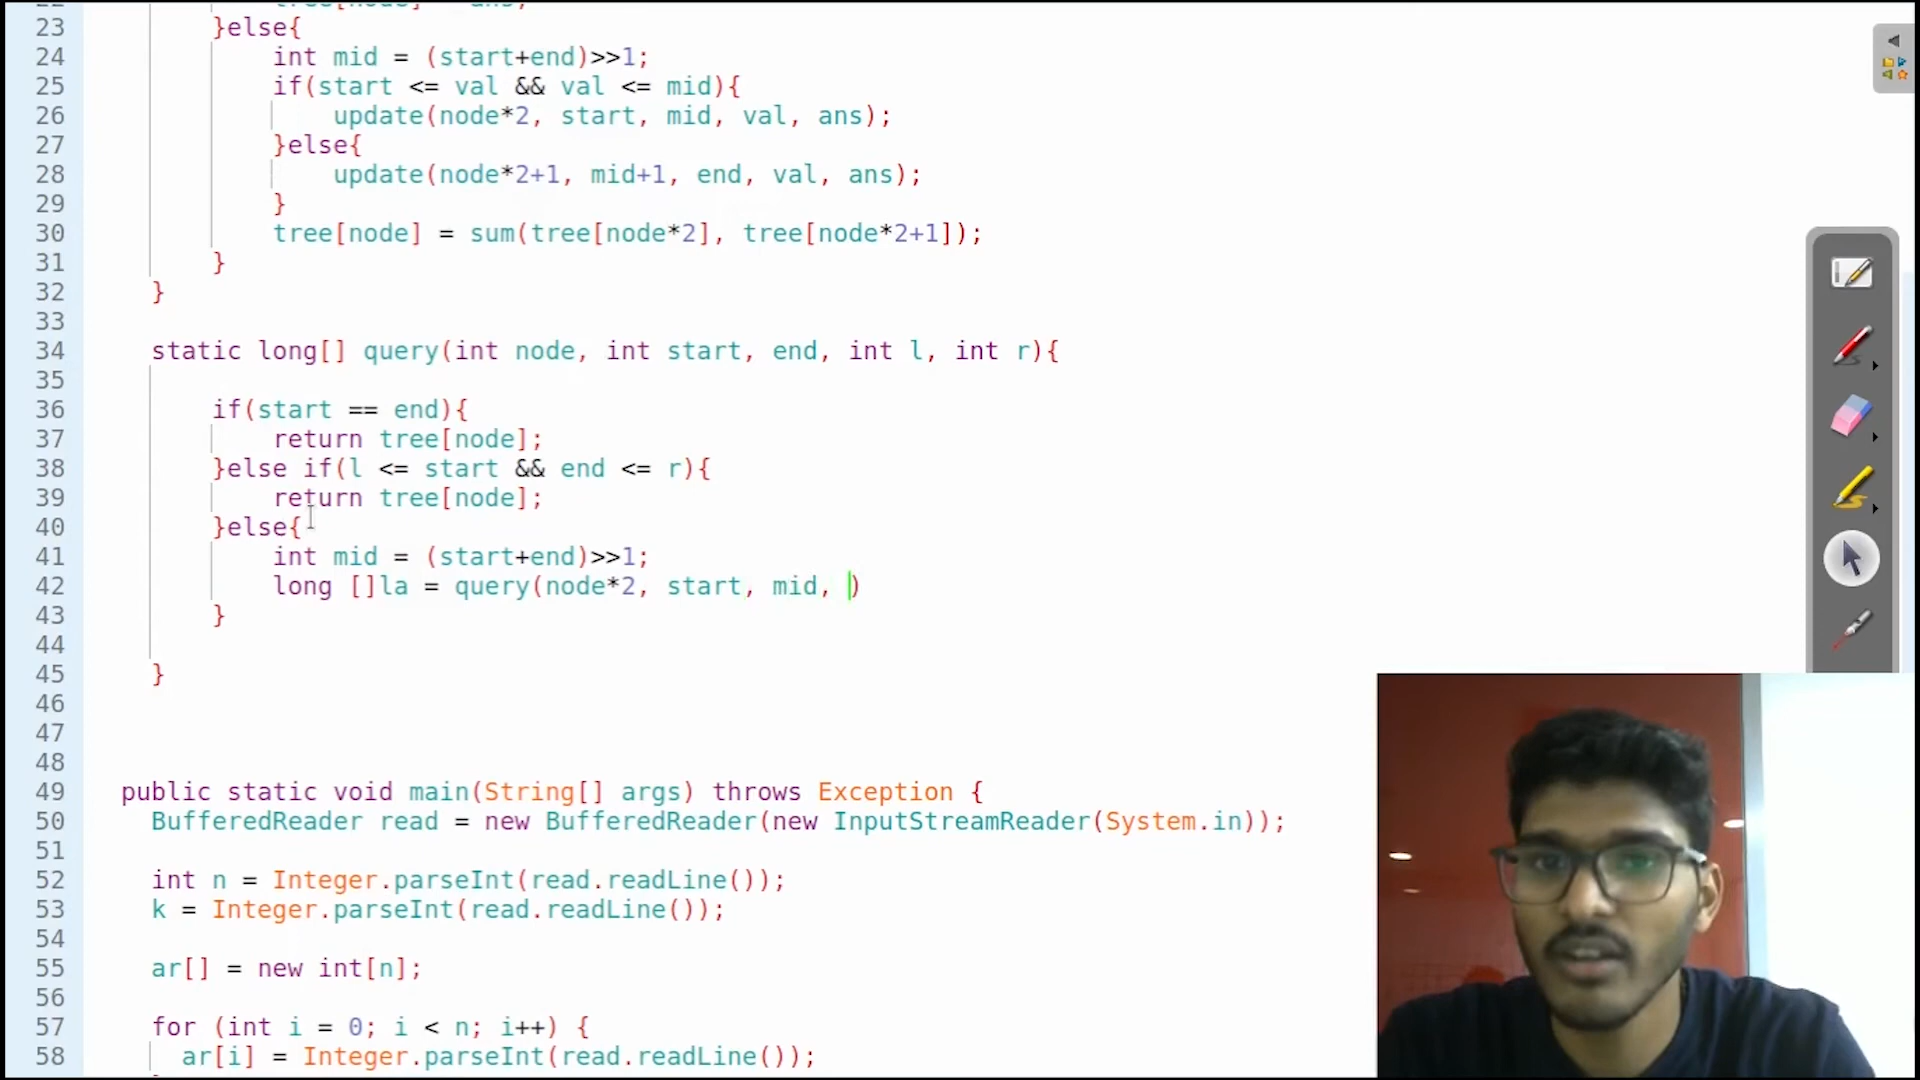 23 }else{
24 int mid = (start+end)>>1;
25 if(start <= val && val <= mid){
26 update(node*2, start, mid, val, ans);
27 }else{
28 update(node*2+1, mid+1, end, val, ans);
29 }
30 tree[node] = sum(tree[node*2], tree[node*2+1]);
31 }
32 }
33
34 static long[] query(int node, int start, end, int l, int r){
35
36 if(start == end){
37 return tree[node];
38 }else if(l <= start && end <= r){
39 return tree[node];
40 }else{
41 int mid = (start+end)>>1;
42 long []la = query(node*2, start, mid, )
43 }
44
45 }
46
47
48
49 public static void main(String[] args) throws Exception {
50 BufferedReader read = new BufferedReader(new InputStreamReader(System.in));
51
52 int n = Integer.parseInt(read.readLine());
53 k = Integer.parseInt(read.readLine());
54
55 ar[] = new int[n];
56
57 for (int i = 0; i < n; i++) {
58 ar[i] = Integer.parseInt(read.readLine());